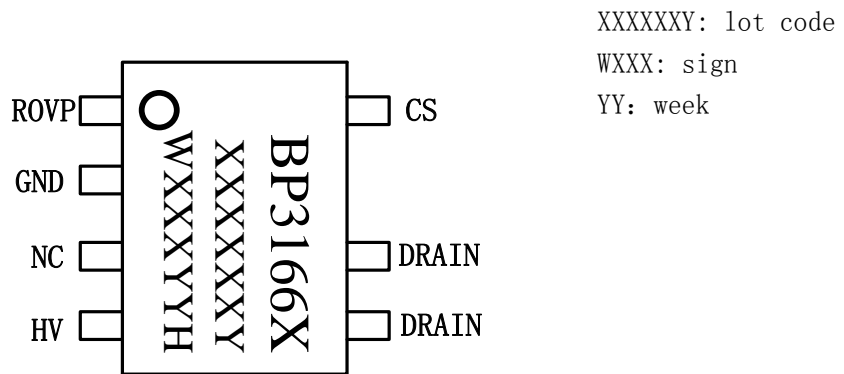 XXXXXXY: lot code
WXXX: sign
YY: week
ROVP
CS
GND
NC
DRAIN
HV
DRAIN
BP3166X
XXXXXXY
WXXXYYH